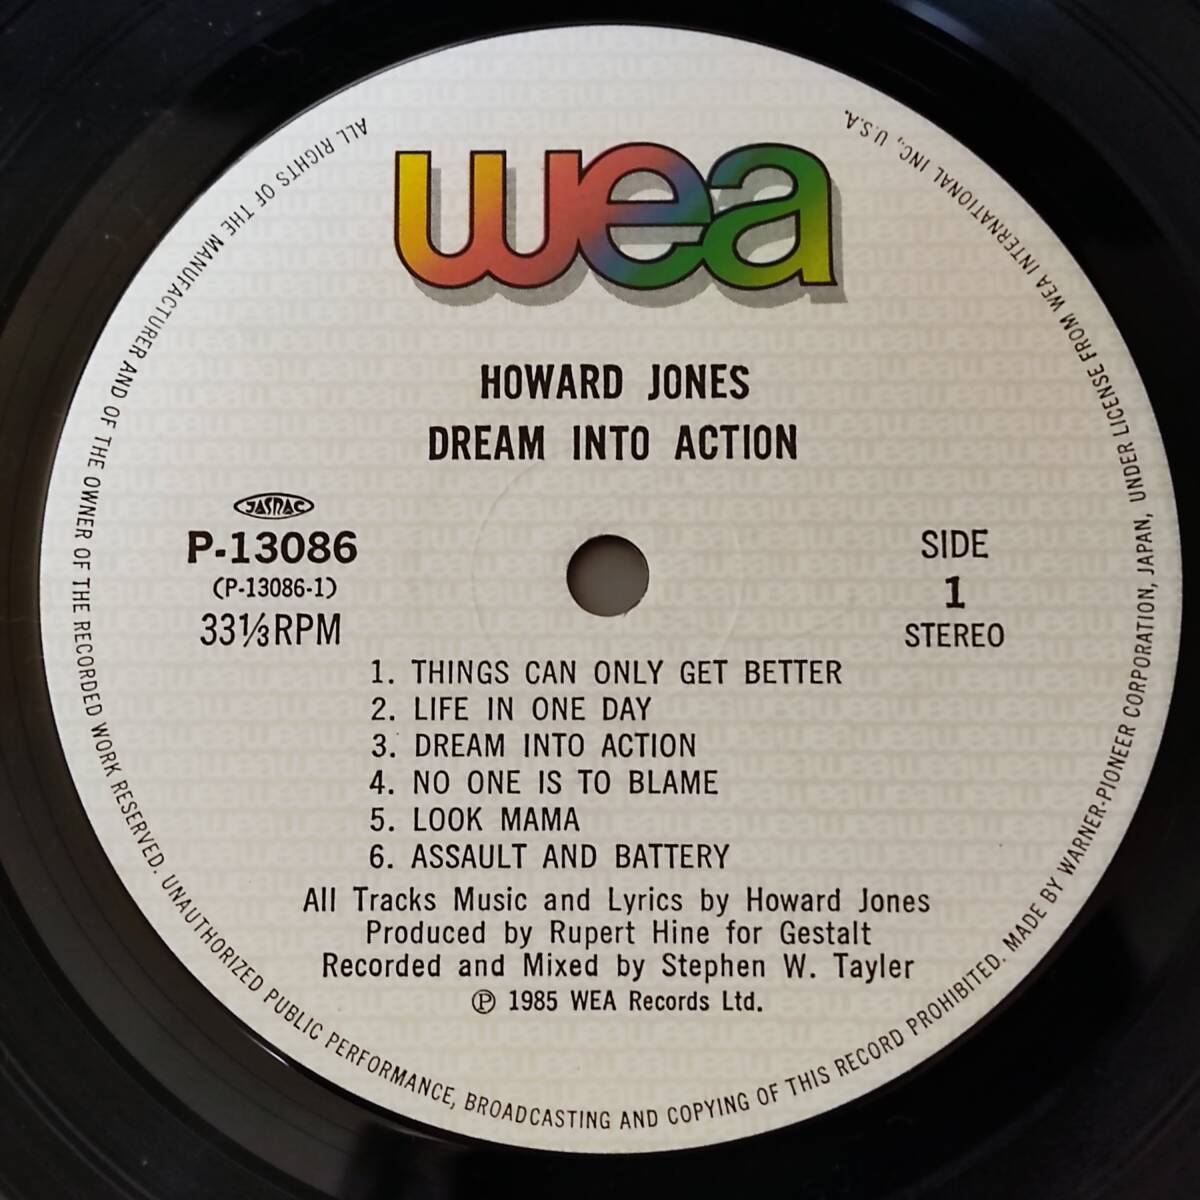 wea
HOWARD JONES
DREAM INTO ACTION
JASRAC
P-13086
(P-13086-1)
33⅓RPM
SIDE
1
STEREO
1. THINGS CAN ONLY GET BETTER
2. LIFE IN ONE DAY
3. DREAM INTO ACTION
4. NO ONE IS TO BLAME
5. LOOK MAMA
6. ASSAULT AND BATTERY
All Tracks Music and Lyrics by Howard Jones
Produced by Rupert Hine for Gestalt
Recorded and Mixed by Stephen W. Tayler
℗ 1985 WEA Records Ltd.
ALL RIGHTS OF THE MANUFACTURER AND OF THE OWNER OF THE RECORDED WORK RESERVED. UNAUTHORIZED PUBLIC PERFORMANCE, BROADCASTING AND COPYING OF THIS RECORD PROHIBITED. MADE BY WARNER-PIONEER CORPORATION, JAPAN, UNDER LICENSE FROM WEA INTERNATIONAL INC., U.S.A.